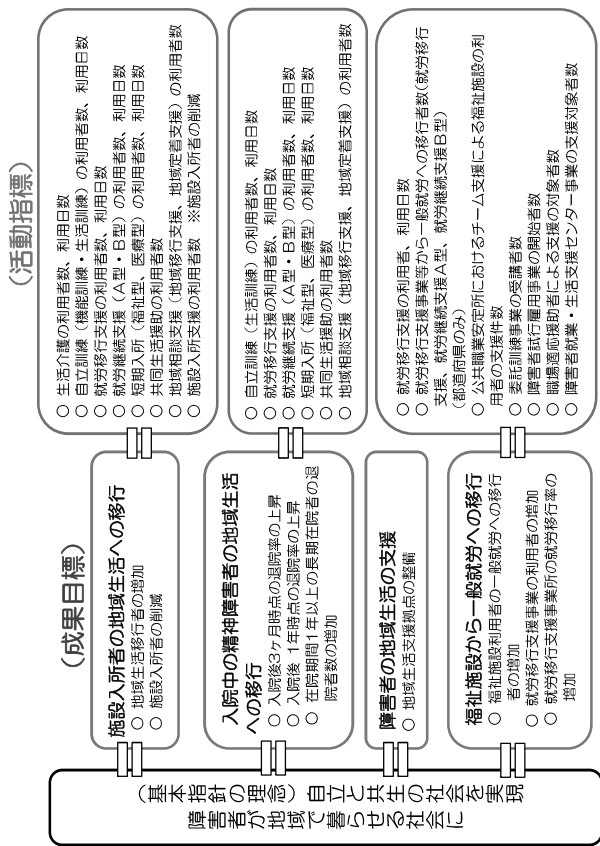 （基本指針の理念）自立と共生の社会を実現
障害者が地域で暮らせる社会に
（成果目標）
施設入所者の地域生活への移行
○ 地域生活移行者の増加
○ 施設入所者の削減
入院中の精神障害者の地域生活
への移行
○ 入院後3ヶ月時点の退院率の上昇
○ 入院後 1年時点の退院率の上昇
○ 在院期間1年以上の長期在院者の退
院者数の増加
障害者の地域生活の支援
○ 地域生活支援拠点の整備
福祉施設から一般就労への移行
○ 福祉施設利用者の一般就労への移行
者の増加
○ 就労移行支援事業の利用者の増加
○ 就労移行支援事業所の就労移行率の
増加
（活動指標）
○ 生活介護の利用者数、利用日数
○ 自立訓練（機能訓練・生活訓練）の利用者数、利用日数
○ 就労移行支援の利用者数、利用日数
○ 就労継続支援（Ａ型・Ｂ型）の利用者数、利用日数
○ 短期入所（福祉型、医療型）の利用者数、利用日数
○ 共同生活援助の利用者数
○ 地域相談支援（地域移行支援、地域定着支援）の利用者数
○ 施設入所支援の利用者数　※施設入所者の削減
○ 自立訓練（生活訓練）の利用者数、利用日数
○ 就労移行支援の利用者数、利用日数
○ 就労継続支援（Ａ型・Ｂ型）の利用者数、利用日数
○ 短期入所（福祉型、医療型）の利用者数、利用日数
○ 共同生活援助の利用者数
○ 地域相談支援（地域移行支援、地域定着支援）の利用者数
○ 就労移行支援の利用者、利用日数
○ 就労移行支援事業等から一般就労への移行者数（就労移行
支援、就労継続支援Ａ型、就労継続支援Ｂ型）
（都道府県のみ）
○ 公共職業安定所におけるチーム支援による福祉施設の利
用者の支援件数
○ 委託訓練事業の受講者数
○ 障害者試行雇用事業の開始者数
○ 職場適応援助者による支援の対象者数
○ 障害者就業・生活支援センター事業の支援対象者数